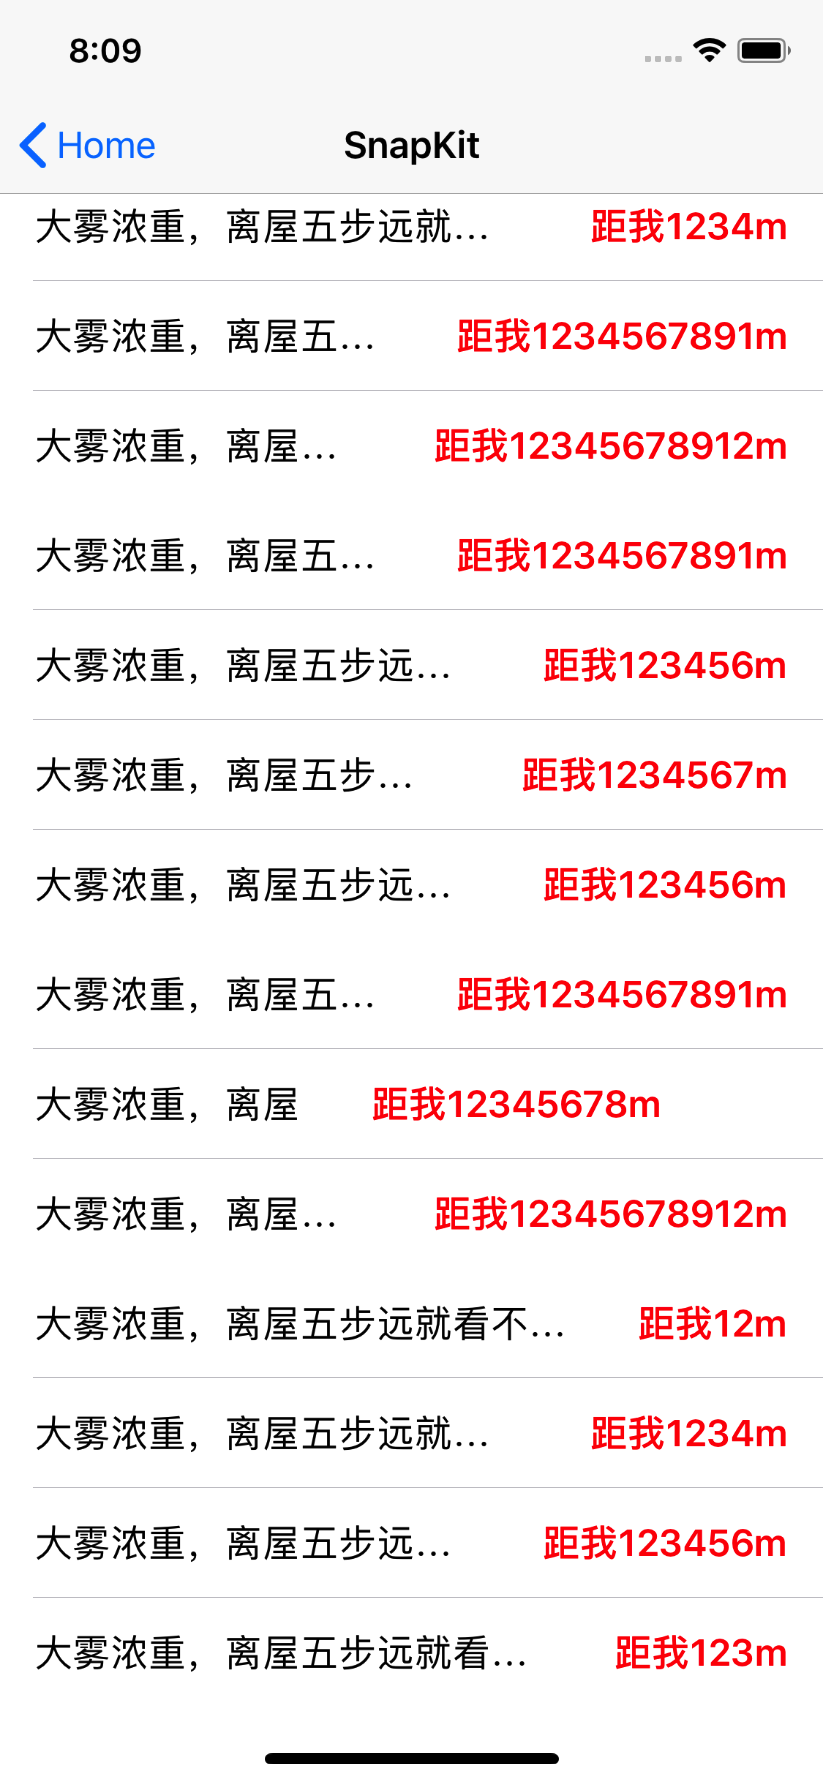 8:09
Home SnapKit
大雾浓重，离屋五步远就... 距我1234m
大雾浓重，离屋五... 距我1234567891m
大雾浓重，离屋... 距我12345678912m
大雾浓重，离屋五... 距我1234567891m
大雾浓重，离屋五步远... 距我123456m
大雾浓重，离屋五步... 距我1234567m
大雾浓重，离屋五步远... 距我123456m
大雾浓重，离屋五... 距我1234567891m
大雾浓重，离屋 距我12345678m
大雾浓重，离屋... 距我12345678912m
大雾浓重，离屋五步远就看不... 距我12m
大雾浓重，离屋五步远就... 距我1234m
大雾浓重，离屋五步远... 距我123456m
大雾浓重，离屋五步远就看... 距我123m